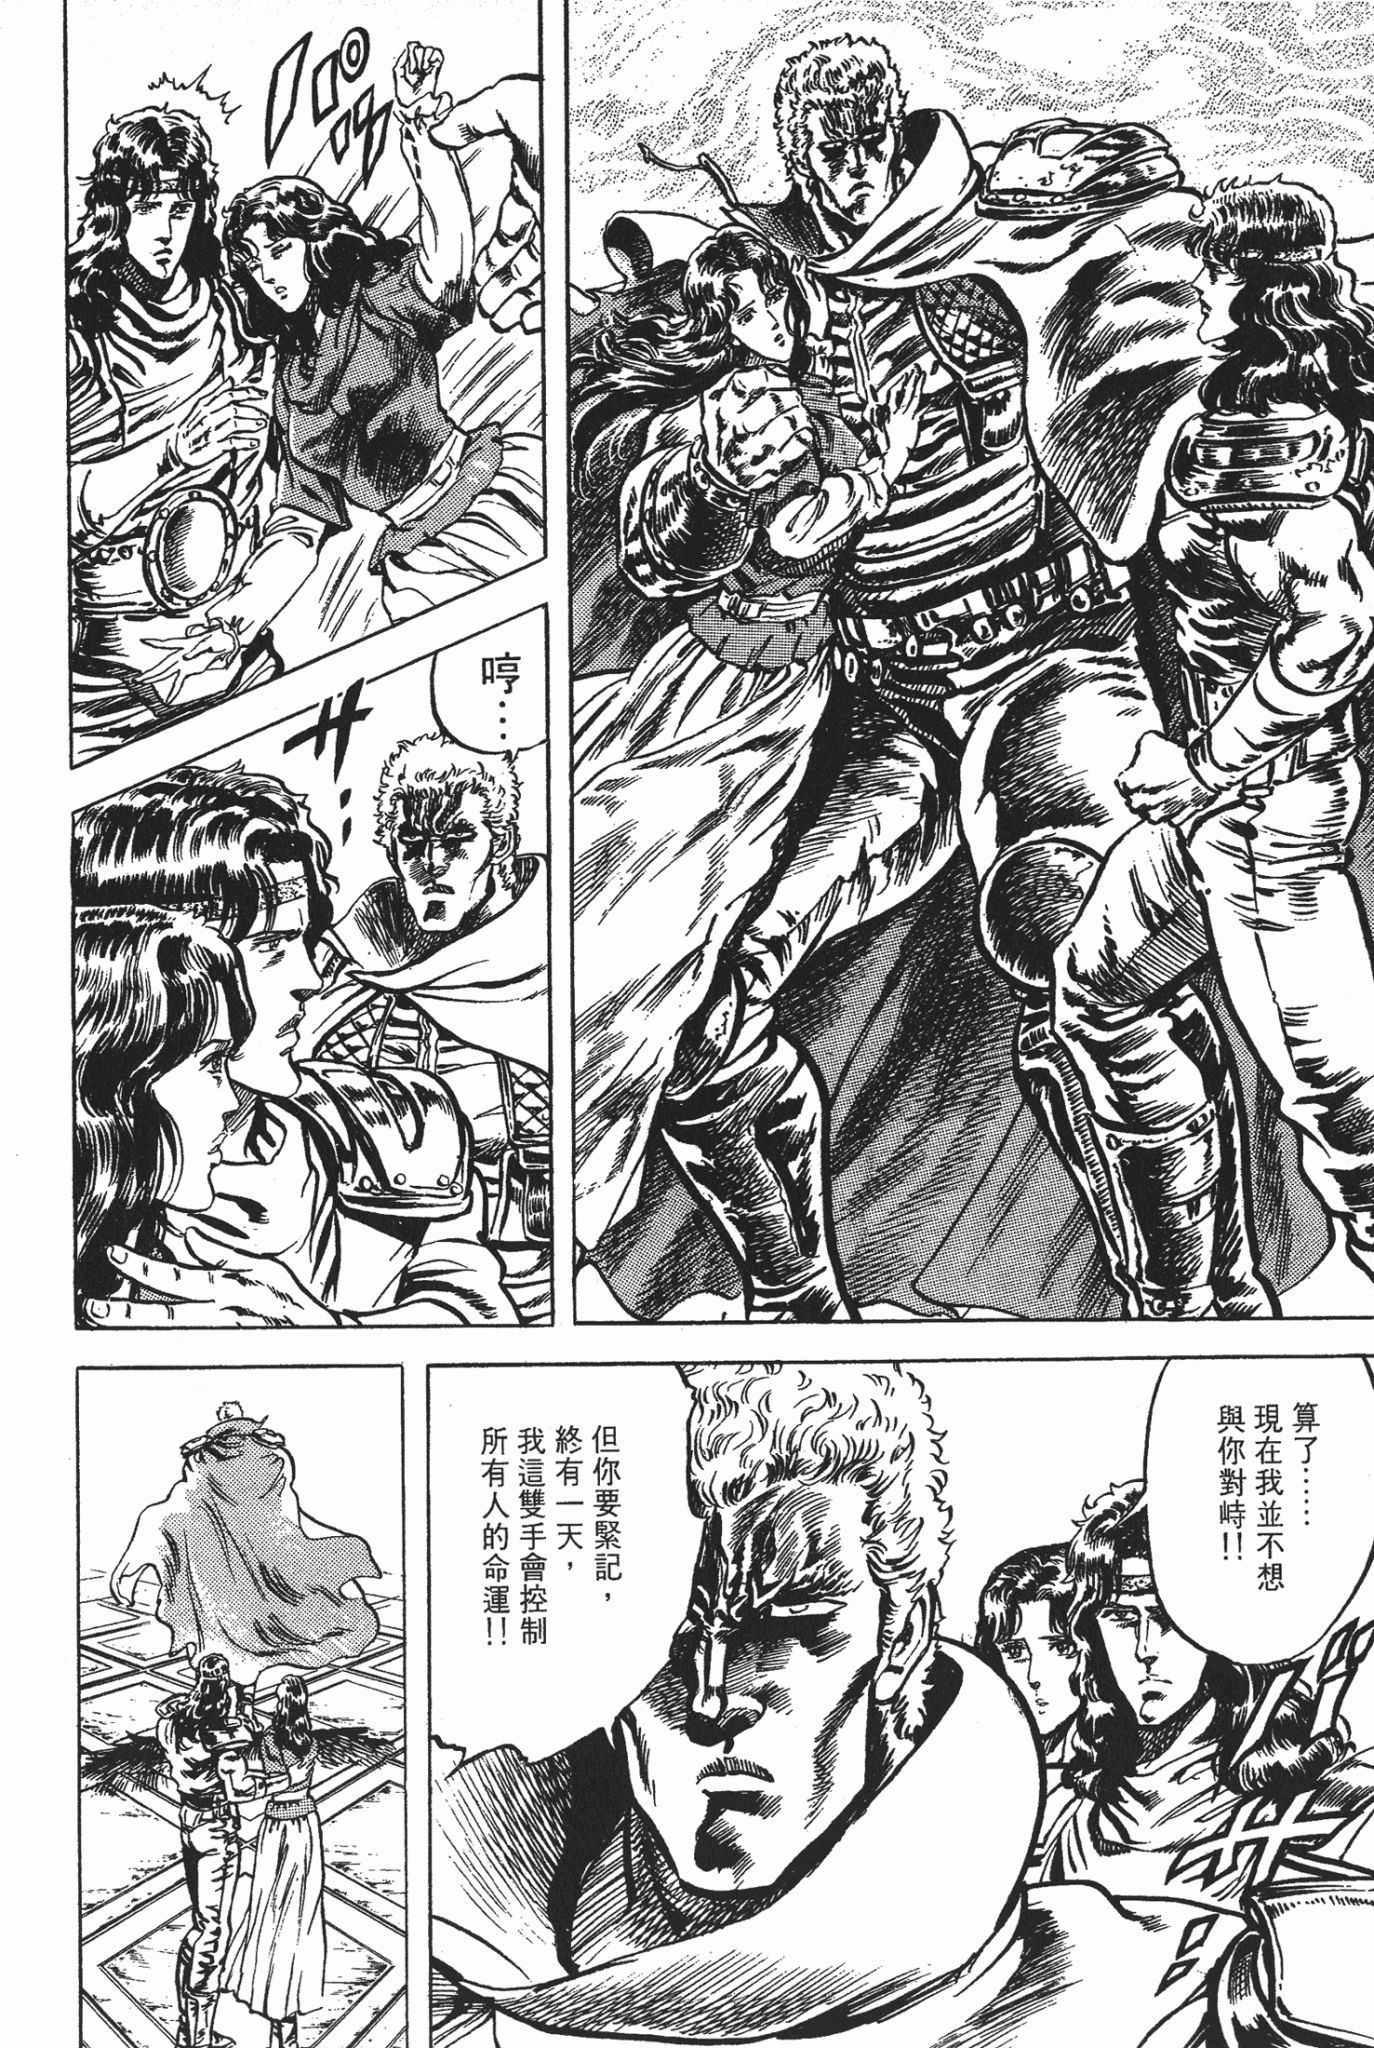 パパッ
哼…
ザ…
算了……
現在我並不想
與你對峙!!
但你要緊記，
終有一天，
我這雙手會控制
所有人的命運!!